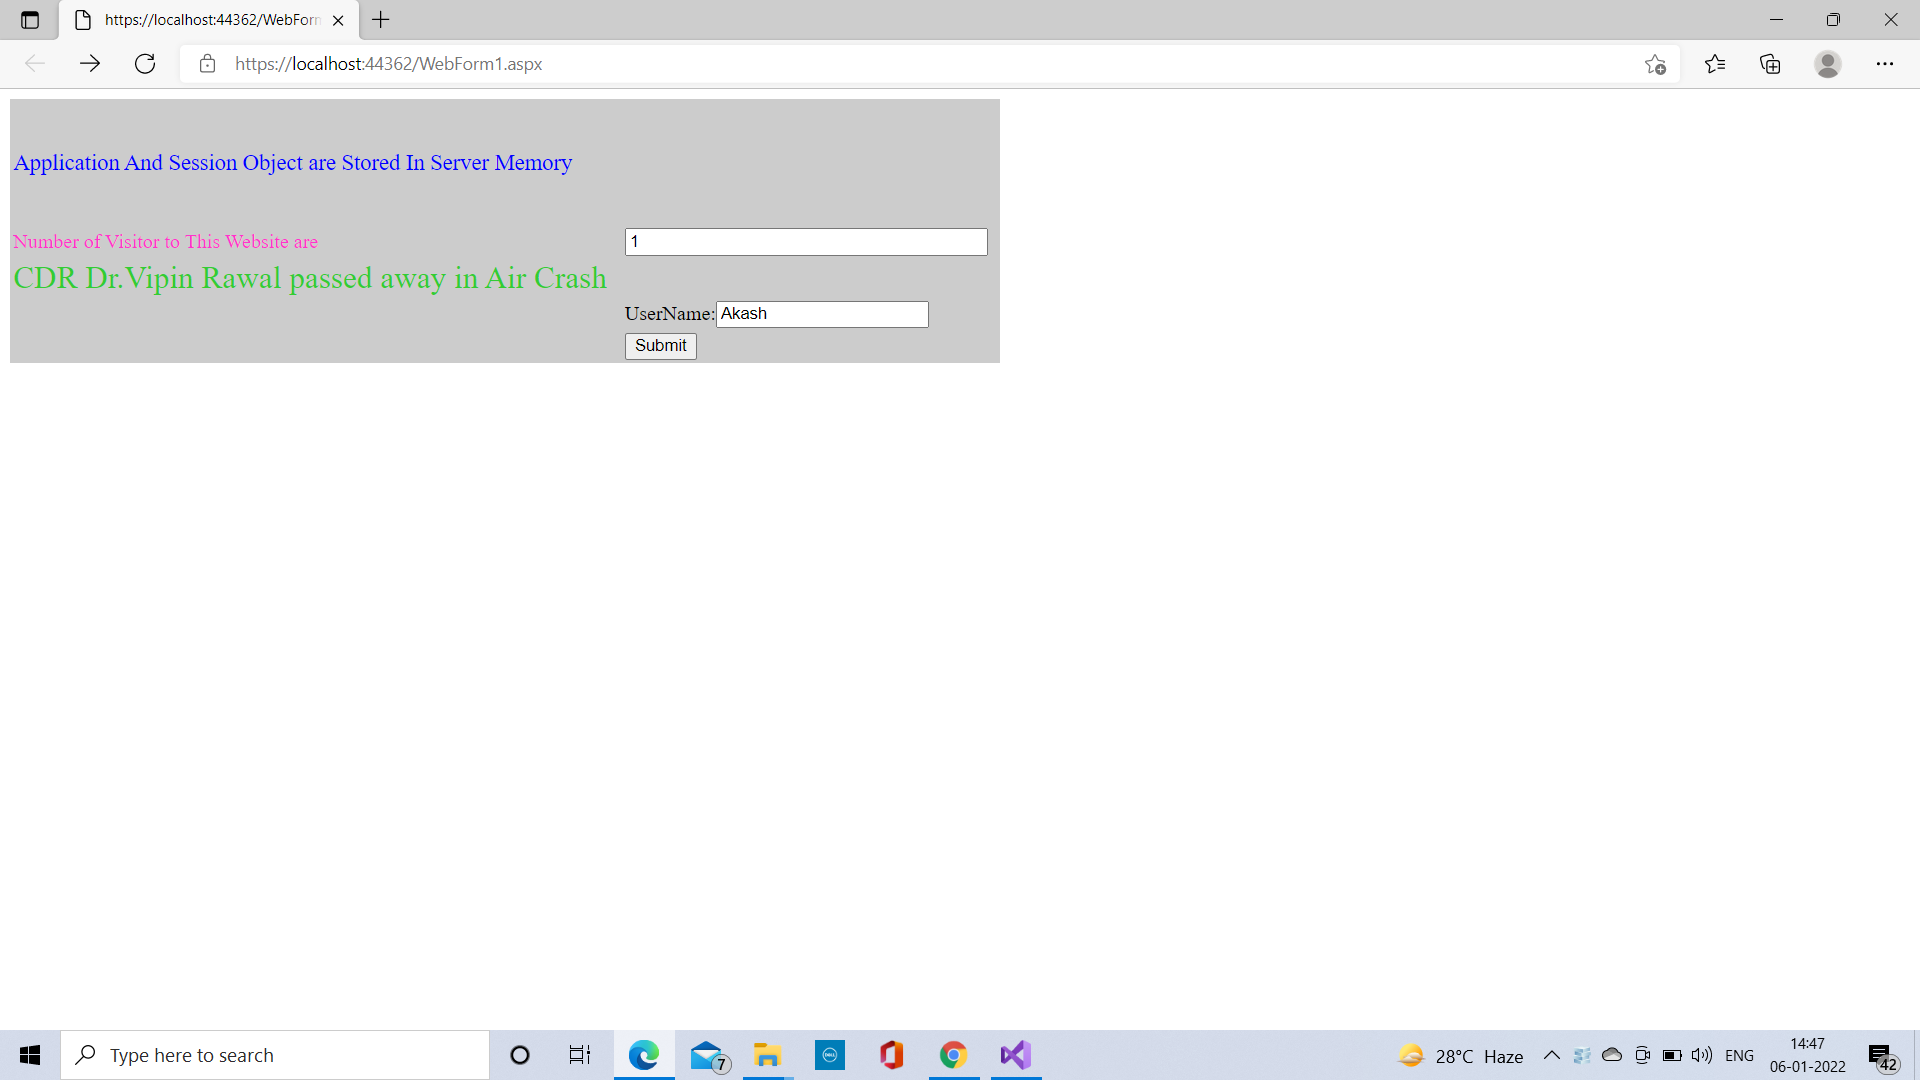 https://localhost:44362/WebForn
https://localhost:44362/WebForm1.aspx
Application And Session Object are Stored In Server Memory
Number of Visitor to This Website are 1
CDR Dr.Vipin Rawal passed away in Air Crash
UserName: Akash
Submit
Type here to search
7
DELL
28°C Haze
ENG
14:47
06-01-2022
42